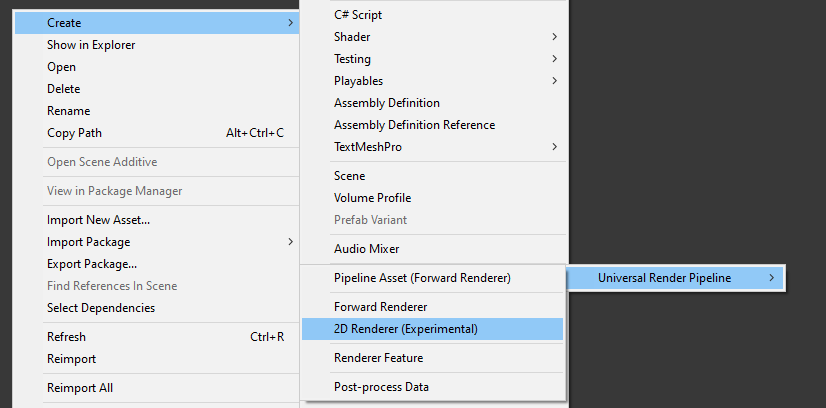 Create
Show in Explorer
Open
Delete
Rename
Copy Path Alt+Ctrl+C
Open Scene Additive
View in Package Manager
Import New Asset...
Import Package
Export Package...
Find References In Scene
Select Dependencies
Refresh Ctrl+R
Reimport
Reimport All
C# Script
Shader
Testing
Playables
Assembly Definition
Assembly Definition Reference
TextMeshPro
Scene
Volume Profile
Prefab Variant
Audio Mixer
Universal Render Pipeline
Pipeline Asset (Forward Renderer)
Forward Renderer
2D Renderer (Experimental)
Renderer Feature
Post-process Data